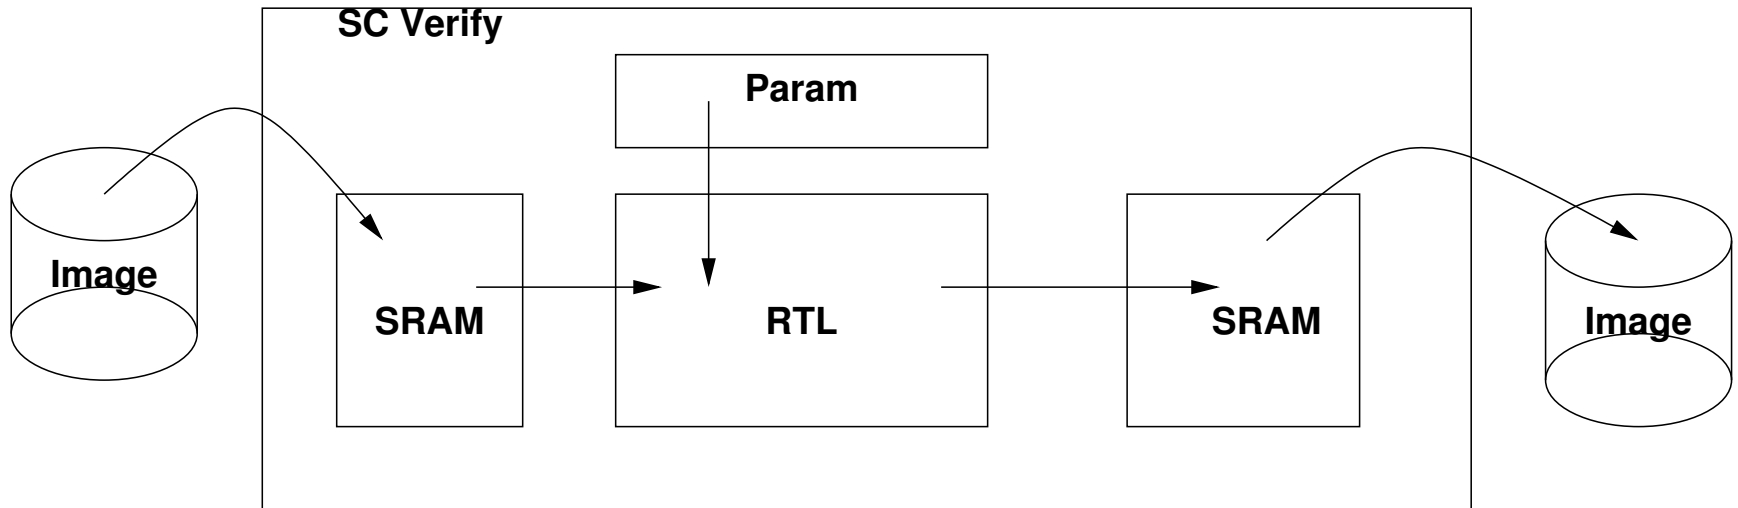 SC Verify
Param
Image
SRAM
RTL
SRAM
Image